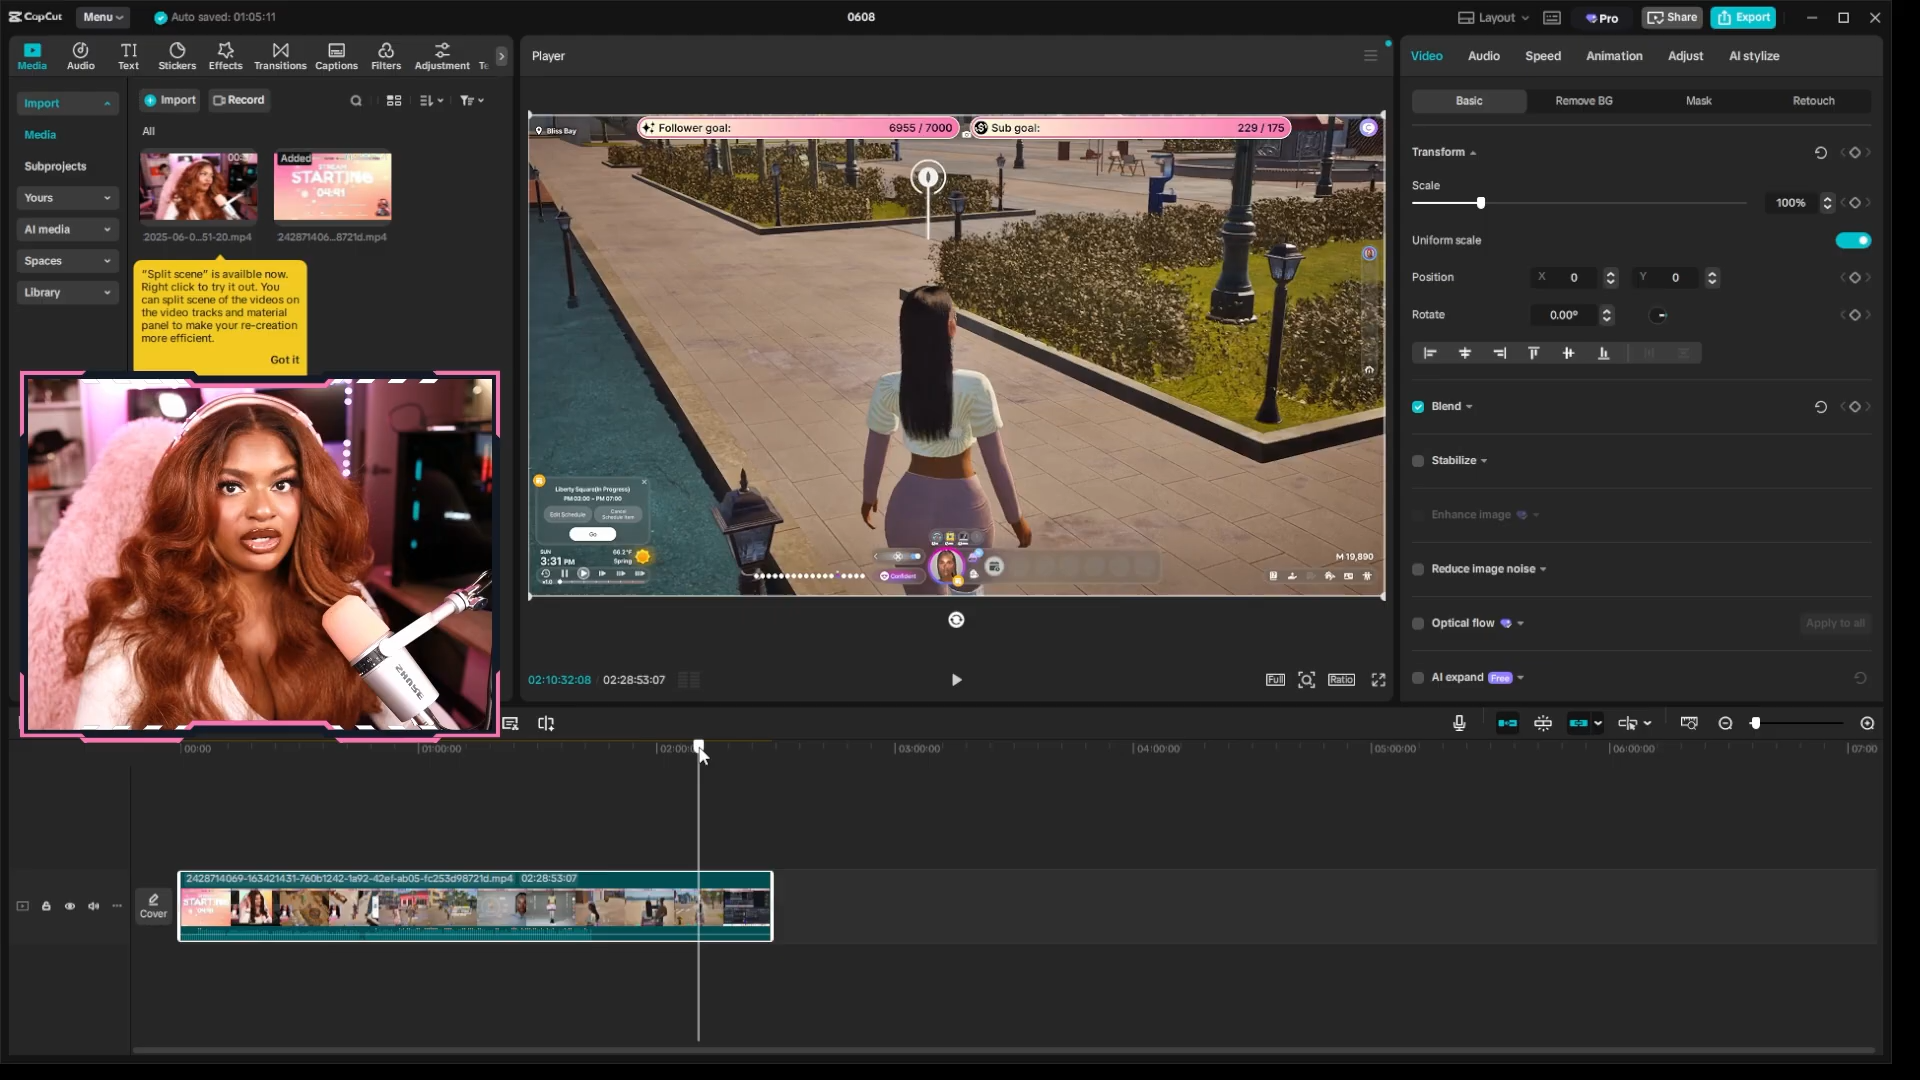 CapCut
Menu
Auto saved: 01:05:11
0608
Layout
Pro
Share
Export
Media
Audio
Text
Stickers
Effects
Transitions
Captions
Filters
Adjustment
Te
Import
Media
Subprojects
Yours
AI media
Spaces
Library
Import
Record
All
Added
STREAM
STARTING
04:41
2025-06-0...51-20.mp4
242871406...8721d.mp4
"Split scene" is availble now.
Right click to try it out. You
can split scene of the videos on
the video tracks and material
panel to make your re-creation
more efficient.
Got it
Player
Bliss Bay
Follower goal:
6955 / 7000
Sub goal:
229 / 175
Liberty Square(In Progress)
PM 03:00 ~ PM 07:00
Edit Schedule
Cancel
Schedule Item
Go
SUN
3:31 PM
66.2°F
Spring
x1.0
Confident
M 19,890
02:10:32:08 / 02:28:53:07
Full
Ratio
Video
Audio
Speed
Animation
Adjust
AI stylize
Basic
Remove BG
Mask
Retouch
Transform
Scale
100%
Uniform scale
Position
X 0
Y 0
Rotate
0.00°
Blend
Stabilize
Enhance image
Reduce image noise
Optical flow
Apply to all
AI expand
Free
00:00
01:00:00:00
02:00:0
03:00:00:00
04:00:00:00
05:00:00:00
06:00:00:00
07:00
Cover
2428714069-163421431-760b1242-1a92-42ef-ab05-fc253d98721d.mp4 02:28:53:07